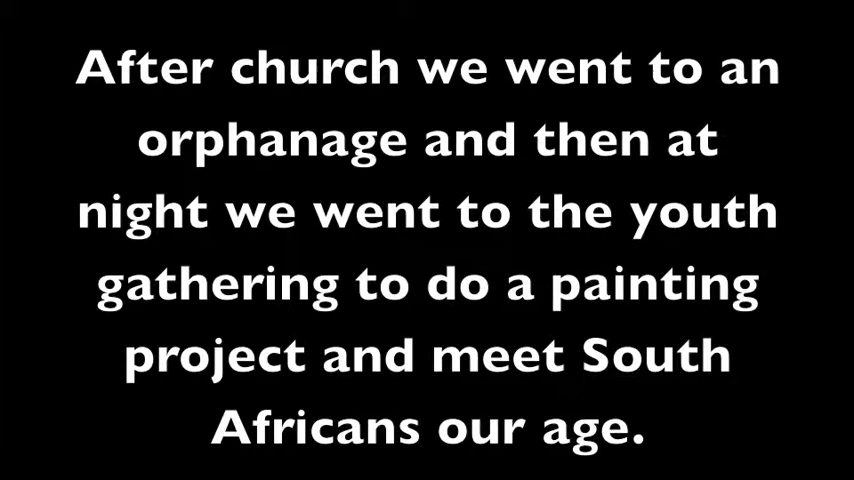 After church we went to an
orphanage and then at
night we went to the youth
gathering to do a painting
project and meet South
Africans our age.